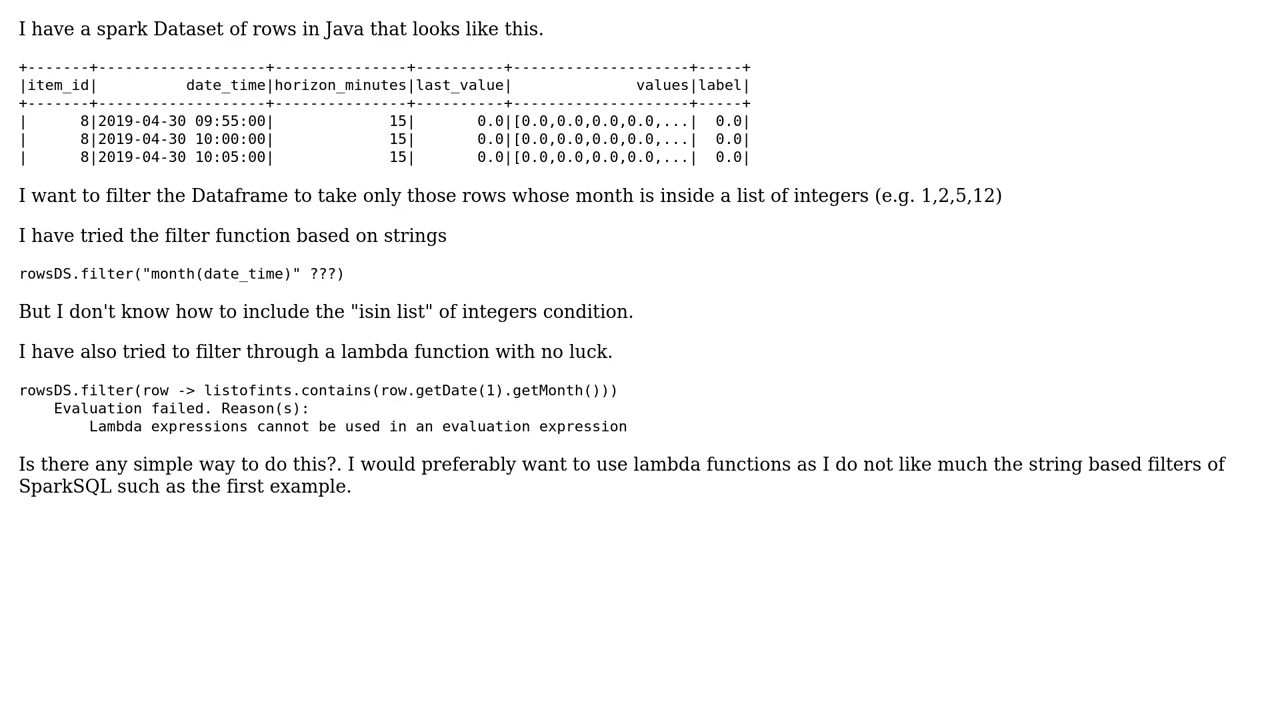 I have a spark Dataset of rows in Java that looks like this.
+-------+-------------------+---------------+----------+--------------------+-----+
|item_id|          date_time|horizon_minutes|last_value|              values|label|
+-------+-------------------+---------------+----------+--------------------+-----+
|      8|2019-04-30 09:55:00|             15|       0.0|[0.0,0.0,0.0,0.0,...|  0.0|
|      8|2019-04-30 10:00:00|             15|       0.0|[0.0,0.0,0.0,0.0,...|  0.0|
|      8|2019-04-30 10:05:00|             15|       0.0|[0.0,0.0,0.0,0.0,...|  0.0|
I want to filter the Dataframe to take only those rows whose month is inside a list of integers (e.g. 1,2,5,12)
I have tried the filter function based on strings
rowsDS.filter("month(date_time)" ???)
But I don't know how to include the "isin list" of integers condition.
I have also tried to filter through a lambda function with no luck.
rowsDS.filter(row -> listofints.contains(row.getDate(1).getMonth()))
    Evaluation failed. Reason(s):
        Lambda expressions cannot be used in an evaluation expression
Is there any simple way to do this?. I would preferably want to use lambda functions as I do not like much the string based filters of
SparkSQL such as the first example.